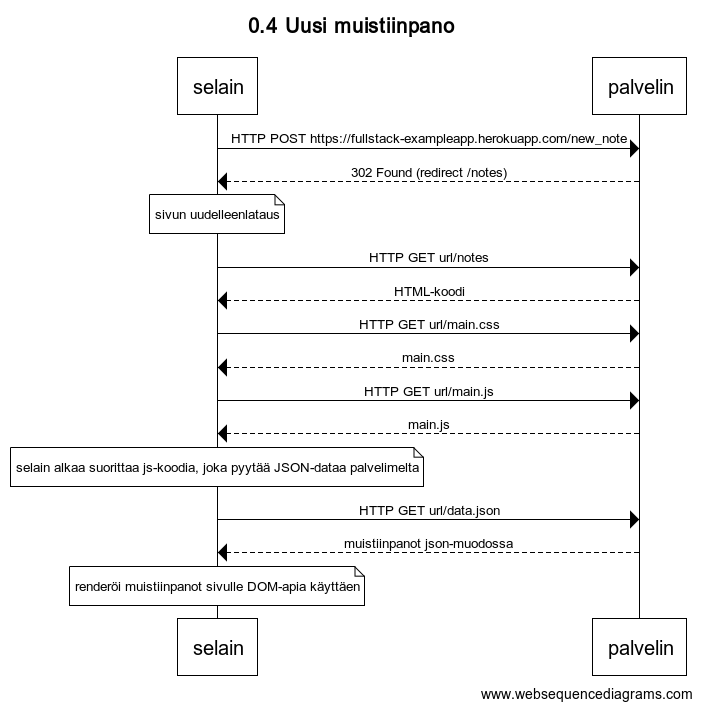 0.4 Uusi muistiinpano
selain palvelin
HTTP POST https://fullstack-exampleapp.herokuapp.com/new_note
302 Found (redirect /notes)
sivun uudelleenlataus
HTTP GET url/notes
HTML-koodi
HTTP GET url/main.css
main.css
HTTP GET url/main.js
main.js
selain alkaa suorittaa js-koodia, joka pyytää JSON-dataa palvelimelta
HTTP GET url/data.json
muistiinpanot json-muodossa
renderöi muistiinpanot sivulle DOM-apia käyttäen
selain palvelin
www.websequencediagrams.com